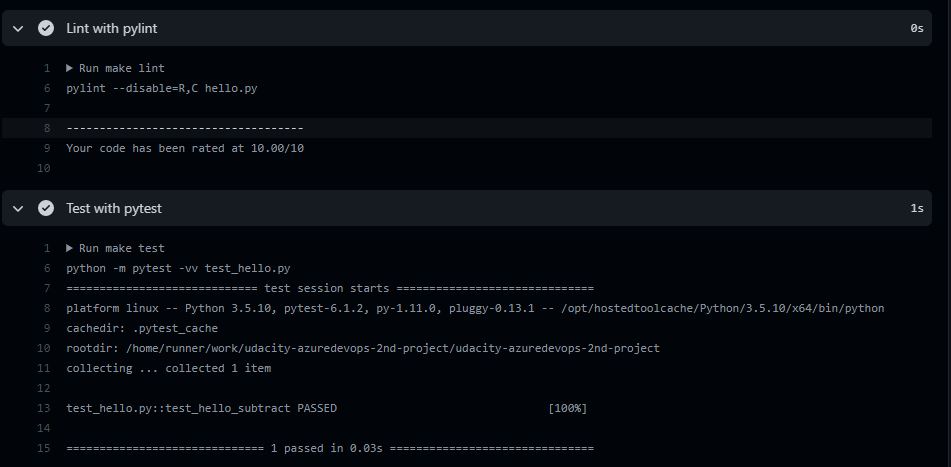 Lint with pylint 0s
1 Run make lint
6 pylint --disable=R,C hello.py
7
8 ------------------------------------
9 Your code has been rated at 10.00/10
10
Test with pytest 1s
1 Run make test
6 python -m pytest -vv test_hello.py
7 ============================= test session starts ==============================
8 platform linux -- Python 3.5.10, pytest-6.1.2, py-1.11.0, pluggy-0.13.1 -- /opt/hostedtoolcache/Python/3.5.10/x64/bin/python
9 cachedir: .pytest_cache
10 rootdir: /home/runner/work/udacity-azuredevops-2nd-project/udacity-azuredevops-2nd-project
11 collecting ... collected 1 item
12
13 test_hello.py::test_hello_subtract PASSED [100%]
14
15 ============================== 1 passed in 0.03s ===============================